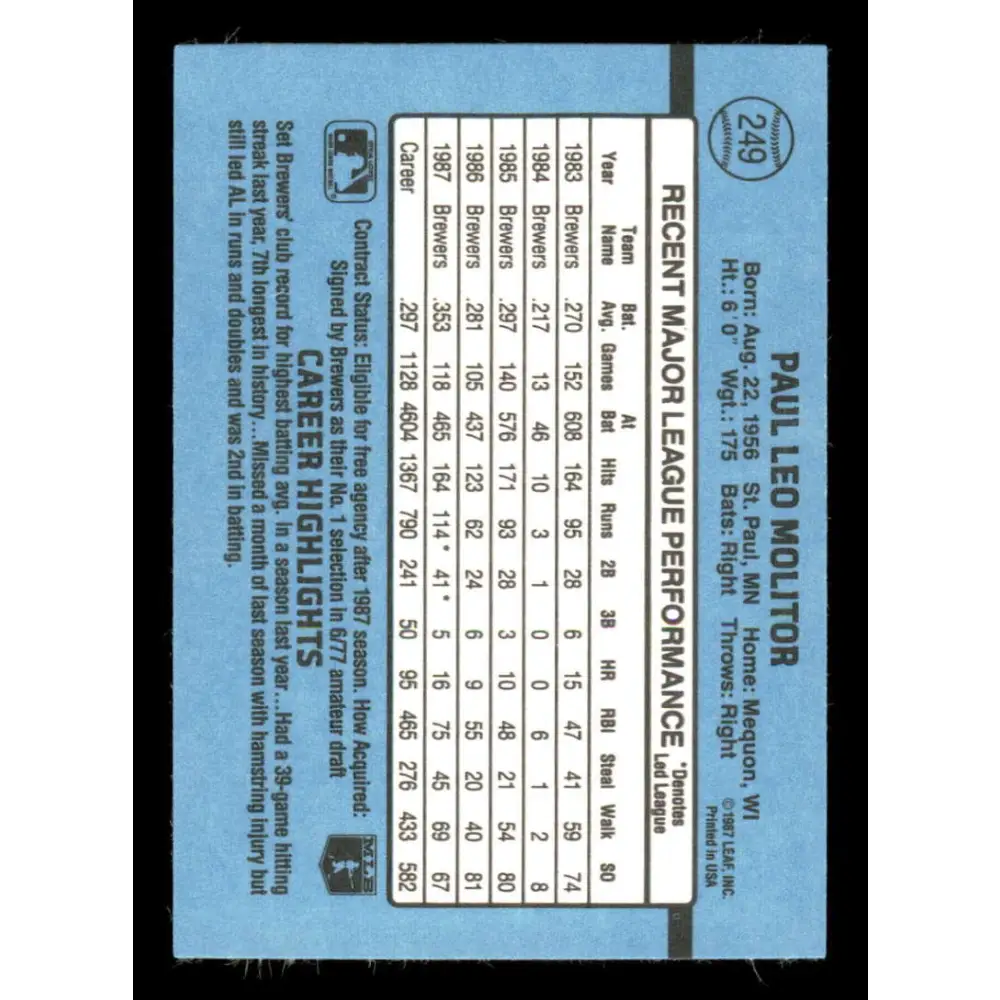 249
PAUL LEO MOLITOR
Born: Aug. 22, 1956 St. Paul, MN Home: Mequon, WI
Ht.: 6'0" Wgt.: 175 Bats: Right Throws: Right
©1987 LEAF, INC.
Printed in USA
RECENT MAJOR LEAGUE PERFORMANCE *Denotes Led League
Year Team Name Bat. Avg. Games At Bat Hits Runs 2B 3B HR RBI Steal Walk SO
1983 Brewers .270 152 608 164 95 28 6 15 47 41 59 74
1984 Brewers .217 13 46 10 3 1 0 0 6 1 2 8
1985 Brewers .297 140 576 171 93 28 3 10 48 21 54 80
1986 Brewers .281 105 437 123 62 24 6 9 55 20 40 81
1987 Brewers .353 118 465 164 114* 41* 5 16 75 45 69 67
Career .297 1128 4604 1367 790 241 50 95 465 276 433 582
Contract Status: Eligible for free agency after 1987 season. How Acquired:
Signed by Brewers as their No. 1 selection in 6/77 amateur draft
MLB
CAREER HIGHLIGHTS
Set Brewers' club record for highest batting avg. in a season last year...Had a 39-game hitting
streak last year, 7th longest in history...Missed a month of last season with hamstring injury but
still led AL in runs and doubles and was 2nd in batting.